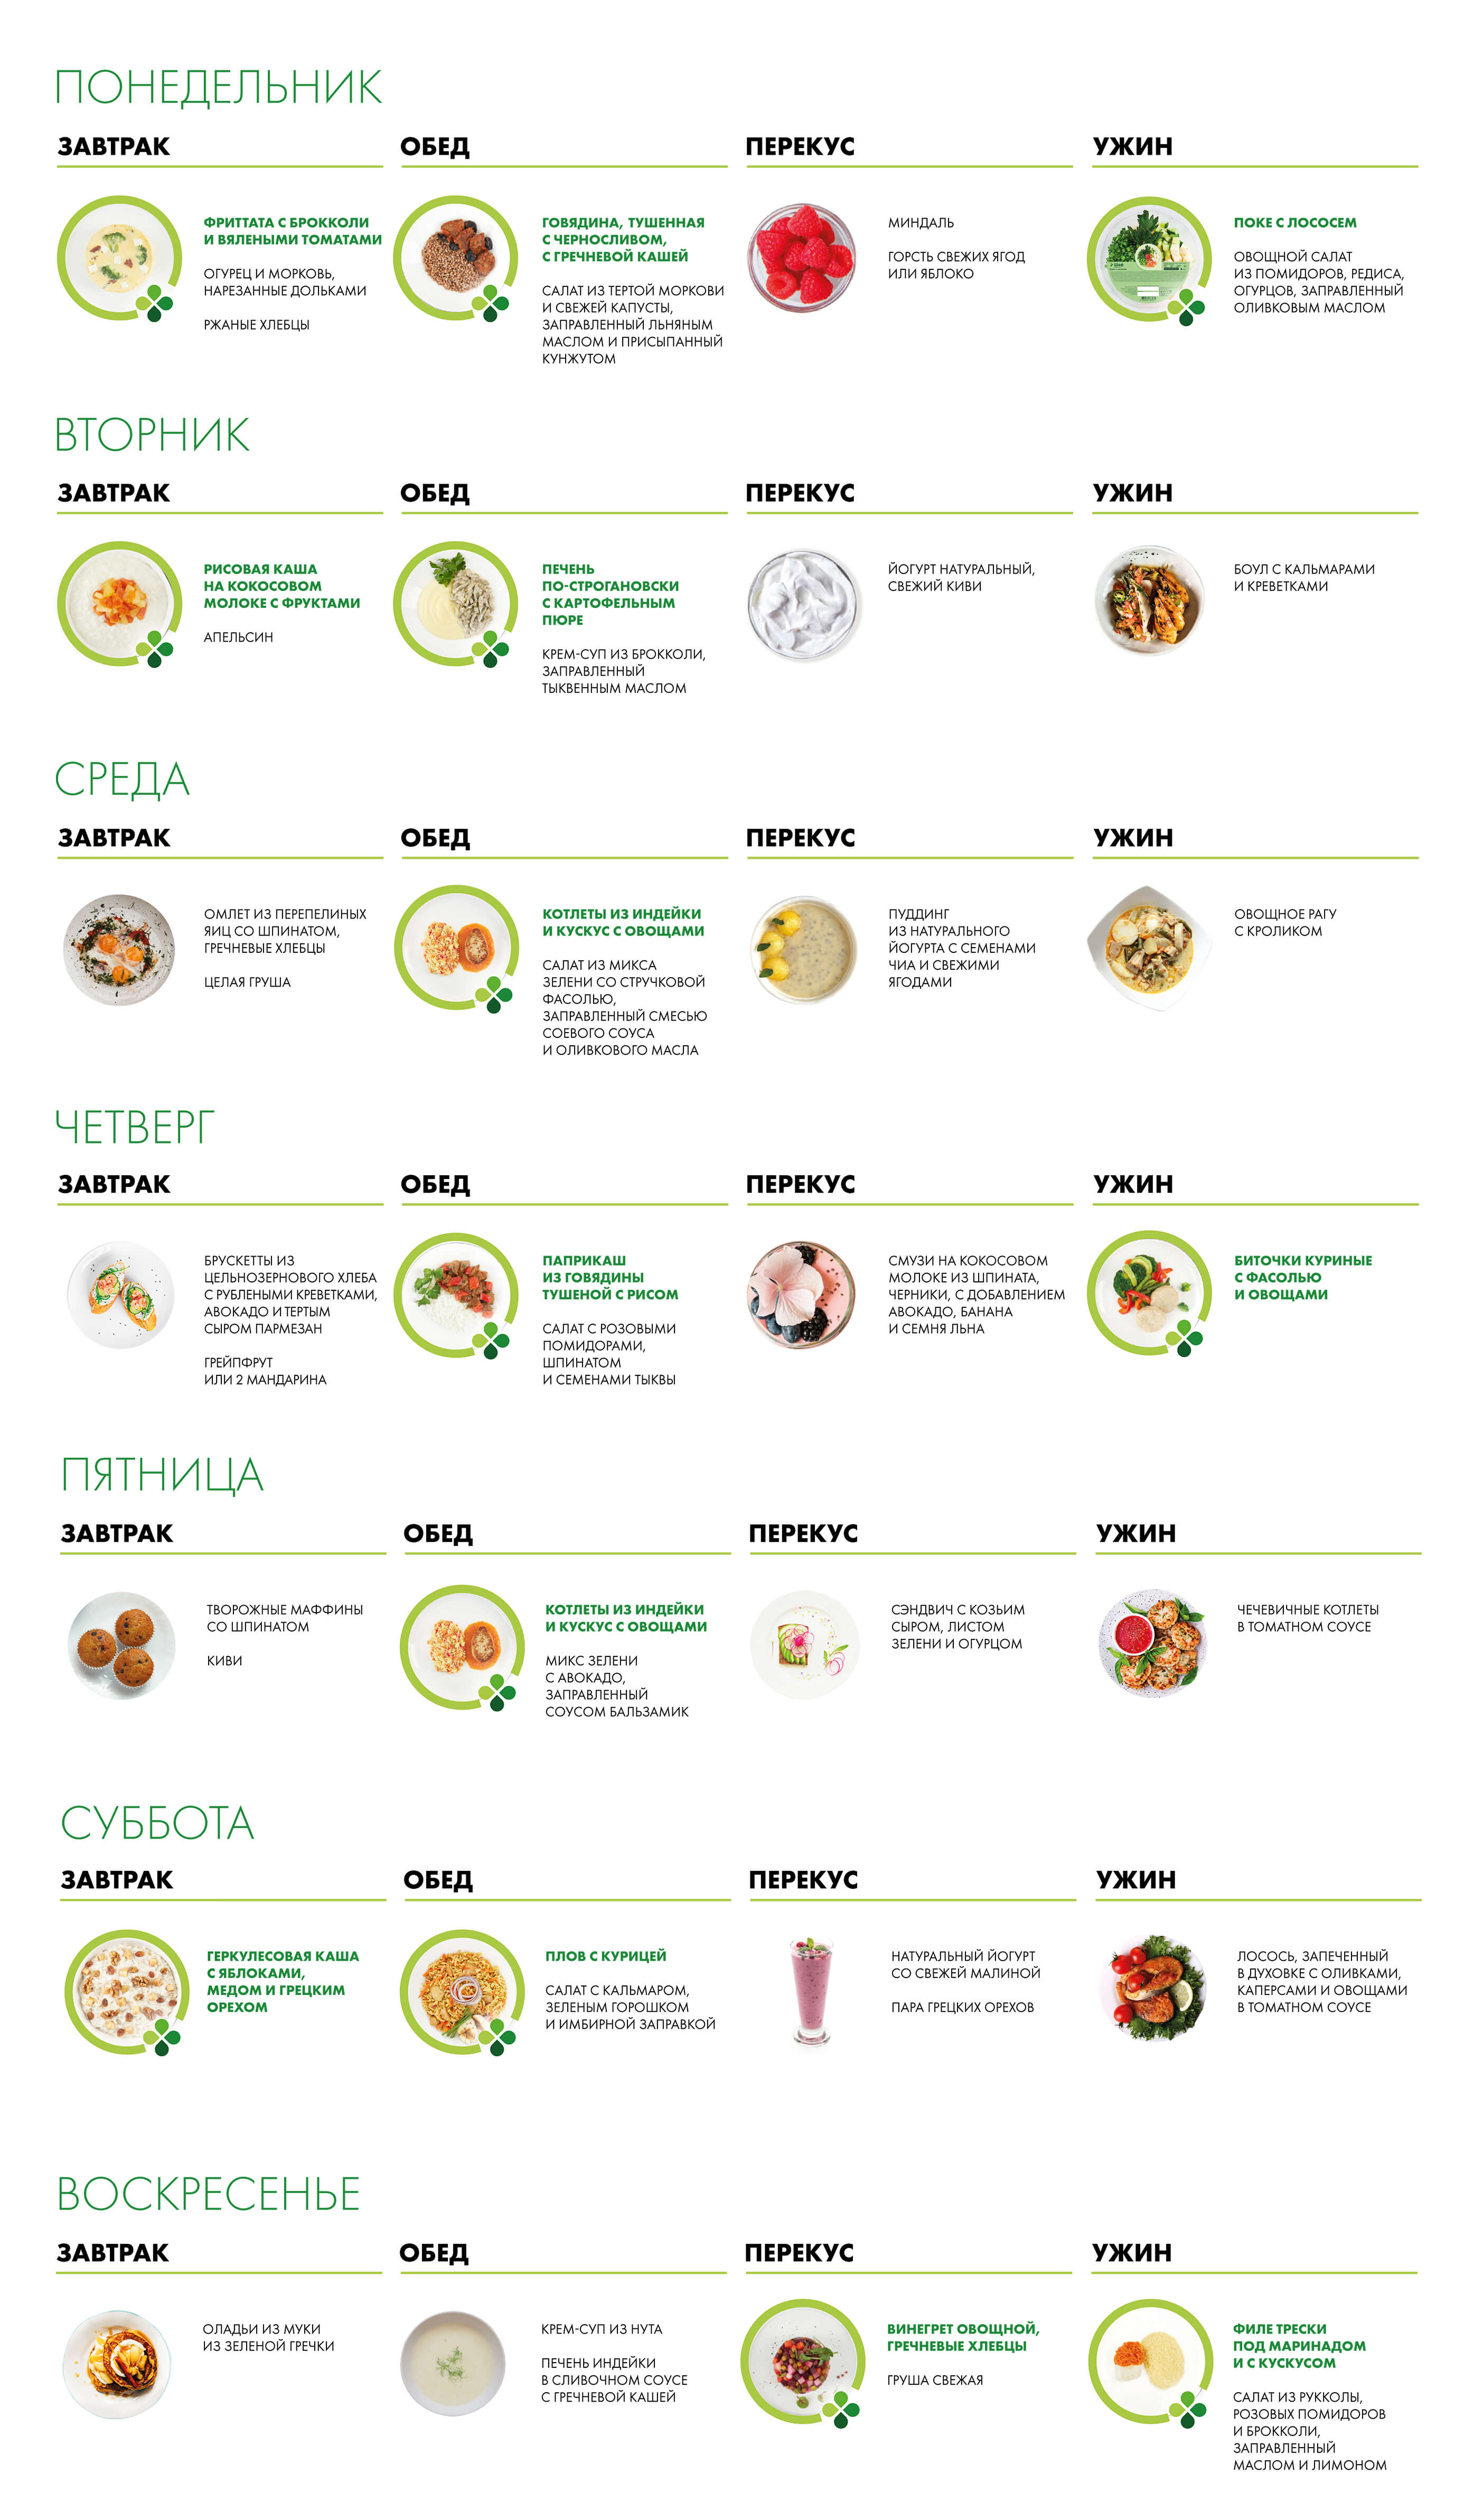 ПОНЕДЕЛЬНИК
ЗАВТРАК
ФРИТТАТА С БРОККОЛИ
И ВЯЛЕНЫМИ ТОМАТАМИ
ОГУРЕЦ И МОРКОВЬ,
НАРЕЗАННЫЕ ДОЛЬКАМИ
РЖАНЫЕ ХЛЕБЦЫ
ОБЕД
ГОВЯДИНА, ТУШЕННАЯ
С ЧЕРНОСЛИВОМ,
С ГРЕЧНЕВОЙ КАШЕЙ
САЛАТ ИЗ ТЕРТОЙ МОРКОВИ
И СВЕЖЕЙ КАПУСТЫ,
ЗАПРАВЛЕННЫЙ ЛЬНЯНЫМ
МАСЛОМ И ПРИСЫПАННЫЙ
КУНЖУТОМ
ПЕРЕКУС
МИНДАЛЬ
ГОРСТЬ СВЕЖИХ ЯГОД
ИЛИ ЯБЛОКО
УЖИН
ПОКЕ С ЛОСОСЕМ
ОВОЩНОЙ САЛАТ
ИЗ ПОМИДОРОВ, РЕДИСА,
ОГУРЦОВ, ЗАПРАВЛЕННЫЙ
ОЛИВКОВЫМ МАСЛОМ
ВТОРНИК
ЗАВТРАК
РИСОВАЯ КАША
НА КОКОСОВОМ
МОЛОКЕ С ФРУКТАМИ
АПЕЛЬСИН
ОБЕД
ПЕЧЕНЬ
ПО-СТРОГАНОВСКИ
С КАРТОФЕЛЬНЫМ
ПЮРЕ
КРЕМ-СУП ИЗ БРОККОЛИ,
ЗАПРАВЛЕННЫЙ
ТЫКВЕННЫМ МАСЛОМ
ПЕРЕКУС
ЙОГУРТ НАТУРАЛЬНЫЙ,
СВЕЖИЙ КИВИ
УЖИН
БОУЛ С КАЛЬМАРАМИ
И КРЕВЕТКАМИ
СРЕДА
ЗАВТРАК
ОМЛЕТ ИЗ ПЕРЕПЕЛИНЫХ
ЯИЦ СО ШПИНАТОМ,
ГРЕЧНЕВЫЕ ХЛЕБЦЫ
ЦЕЛАЯ ГРУША
ОБЕД
КОТЛЕТЫ ИЗ ИНДЕЙКИ
И КУСКУС С ОВОЩАМИ
САЛАТ ИЗ МИКСА
ЗЕЛЕНИ СО СТРУЧКОВОЙ
ФАСОЛЬЮ,
ЗАПРАВЛЕННЫЙ СМЕСЬЮ
СОЕВОГО СОУСА
И ОЛИВКОВОГО МАСЛА
ПЕРЕКУС
ПУДДИНГ
ИЗ НАТУРАЛЬНОГО
ЙОГУРТА С СЕМЕНАМИ
ЧИА И СВЕЖИМИ
ЯГОДАМИ
УЖИН
ОВОЩНОЕ РАГУ
С КРОЛИКОМ
ЧЕТВЕРГ
ЗАВТРАК
БРУСКЕТТЫ ИЗ
ЦЕЛЬНОЗЕРНОВОГО ХЛЕБА
С РУБЛЕНЫМИ КРЕВЕТКАМИ,
АВОКАДО И ТЕРТЫМ
СЫРОМ ПАРМЕЗАН
ГРЕЙПФРУТ
ИЛИ 2 МАНДАРИНА
ОБЕД
ПАПРИКАШ
ИЗ ГОВЯДИНЫ
ТУШЕНОЙ С РИСОМ
САЛАТ С РОЗОВЫМИ
ПОМИДОРАМИ,
ШПИНАТОМ
И СЕМЕНАМИ ТЫКВЫ
ПЕРЕКУС
СМУЗИ НА КОКОСОВОМ
МОЛОКЕ ИЗ ШПИНАТА,
ЧЕРНИКИ, С ДОБАВЛЕНИЕМ
АВОКАДО, БАНАНА
И СЕМНЯ ЛЬНА
УЖИН
БИТОЧКИ КУРИНЫЕ
С ФАСОЛЬЮ
И ОВОЩАМИ
ПЯТНИЦА
ЗАВТРАК
ТВОРОЖНЫЕ МАФФИНЫ
СО ШПИНАТОМ
КИВИ
ОБЕД
КОТЛЕТЫ ИЗ ИНДЕЙКИ
И КУСКУС С ОВОЩАМИ
МИКС ЗЕЛЕНИ
С АВОКАДО,
ЗАПРАВЛЕННЫЙ
СОУСОМ БАЛЬЗАМИК
ПЕРЕКУС
СЭНДВИЧ С КОЗЬИМ
СЫРОМ, ЛИСТОМ
ЗЕЛЕНИ И ОГУРЦОМ
УЖИН
ЧЕЧЕВИЧНЫЕ КОТЛЕТЫ
В ТОМАТНОМ СОУСЕ
СУББОТА
ЗАВТРАК
ГЕРКУЛЕСОВАЯ КАША
С ЯБЛОКАМИ,
МЕДОМ И ГРЕЦКИМ
ОРЕХОМ
ОБЕД
ПЛОВ С КУРИЦЕЙ
САЛАТ С КАЛЬМАРОМ,
ЗЕЛЕНЫМ ГОРОШКОМ
И ИМБИРНОЙ ЗАПРАВКОЙ
ПЕРЕКУС
НАТУРАЛЬНЫЙ ЙОГУРТ
СО СВЕЖЕЙ МАЛИНОЙ
ПАРА ГРЕЦКИХ ОРЕХОВ
УЖИН
ЛОСОСЬ, ЗАПЕЧЕННЫЙ
В ДУХОВКЕ С ОЛИВКАМИ,
КАПЕРСАМИ И ОВОЩАМИ
В ТОМАТНОМ СОУСЕ
ВОСКРЕСЕНЬЕ
ЗАВТРАК
ОЛАДЬИ ИЗ МУКИ
ИЗ ЗЕЛЕНОЙ ГРЕЧКИ
ОБЕД
КРЕМ-СУП ИЗ НУТА
ПЕЧЕНЬ ИНДЕЙКИ
В СЛИВОЧНОМ СОУСЕ
С ГРЕЧНЕВОЙ КАШЕЙ
ПЕРЕКУС
ВИНЕГРЕТ ОВОЩНОЙ,
ГРЕЧНЕВЫЕ ХЛЕБЦЫ
ГРУША СВЕЖАЯ
УЖИН
ФИЛЕ ТРЕСКИ
ПОД МАРИНАДОМ
И С КУСКУСОМ
САЛАТ ИЗ РУККОЛЫ,
РОЗОВЫХ ПОМИДОРОВ
И БРОККОЛИ,
ЗАПРАВЛЕННЫЙ
МАСЛОМ И ЛИМОНОМ